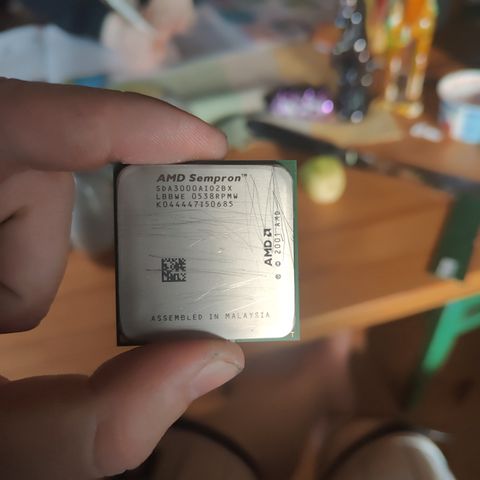 AMD Sempron™
SDA3000AIO2BX
LBBWE 0538RPMW
K044447150685
AMD
© 2001 AMD
ASSEMBLED IN MALAYSIA